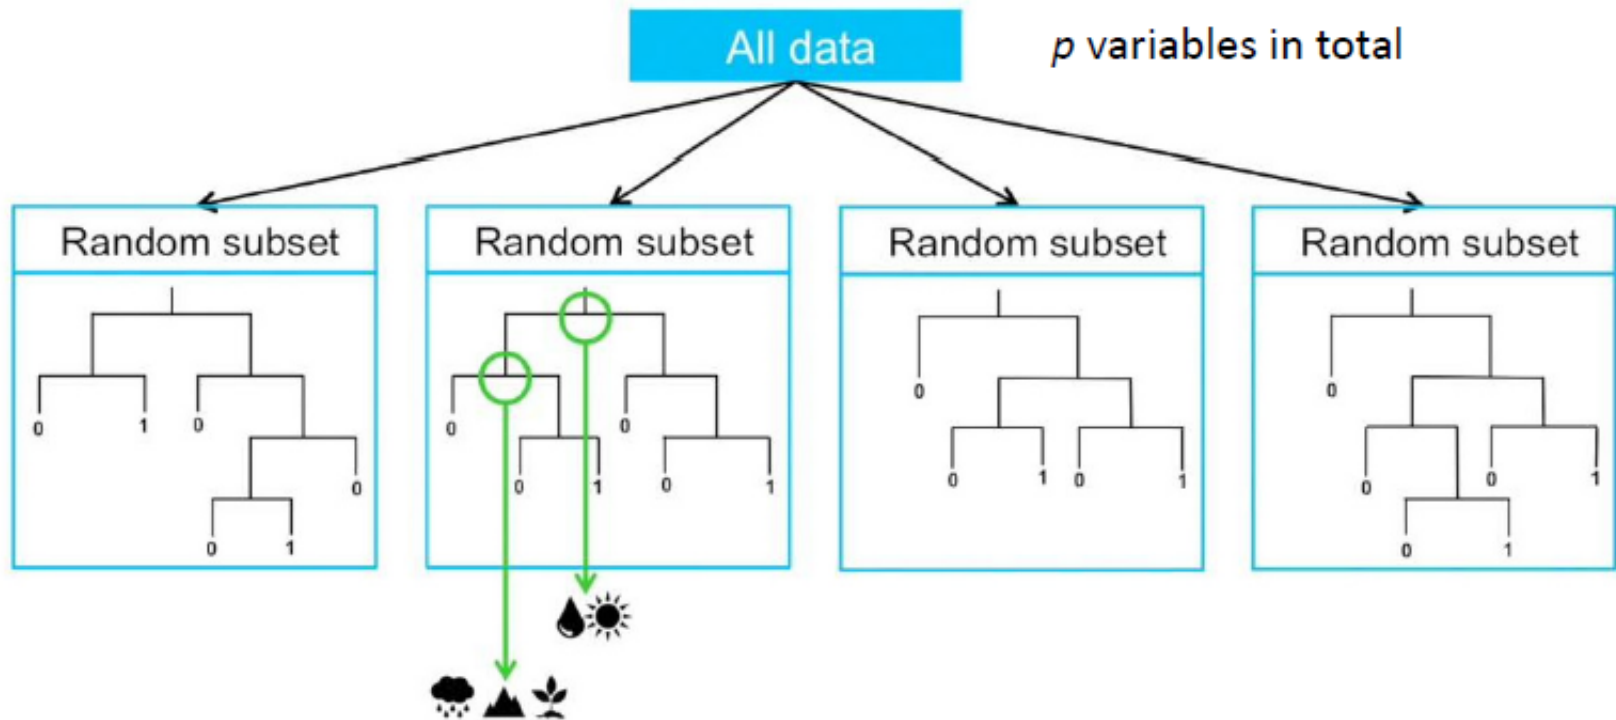 All data
p variables in total
Random subset
Random subset
Random subset
Random subset
0 1 0 0 0 1
0 0 1 0 0 1
0 0 1 0 1
0 0 0 1 0 1